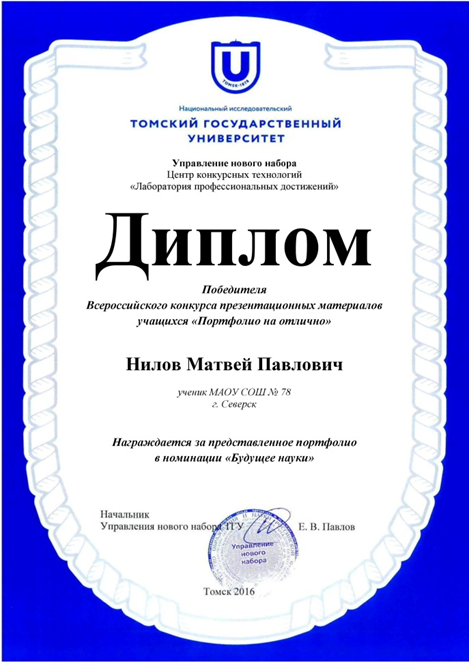 ТОМСК·1878
Национальный исследовательский
ТОМСКИЙ ГОСУДАРСТВЕННЫЙ
УНИВЕРСИТЕТ
Управление нового набора
Центр конкурсных технологий
«Лаборатория профессиональных достижений»
Диплом
Победителя
Всероссийского конкурса презентационных материалов
учащихся «Портфолио на отлично»
Нилов Матвей Павлович
ученик МАОУ СОШ № 78
г. Северск
Награждается за представленное портфолио
в номинации «Будущее науки»
Начальник
Управления нового набора ТГУ Е. В. Павлов
Управление
нового
набора
Томск 2016